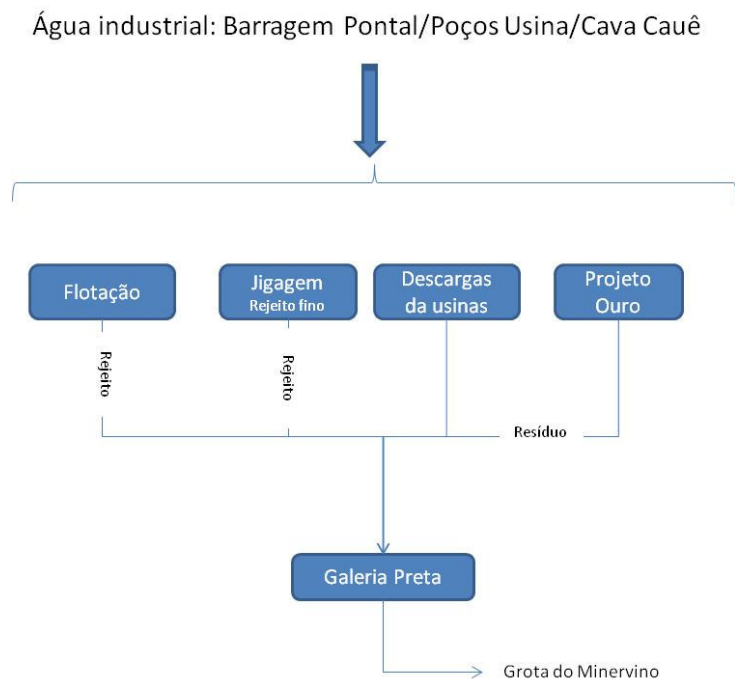 Água industrial: Barragem Pontal/Poços Usina/Cava Cauê
Flotação
Jigagem
Rejeito fino
Descargas
da usinas
Projeto
Ouro
Rejeito
Rejeito
Resíduo
Galeria Preta
Grota do Minervino